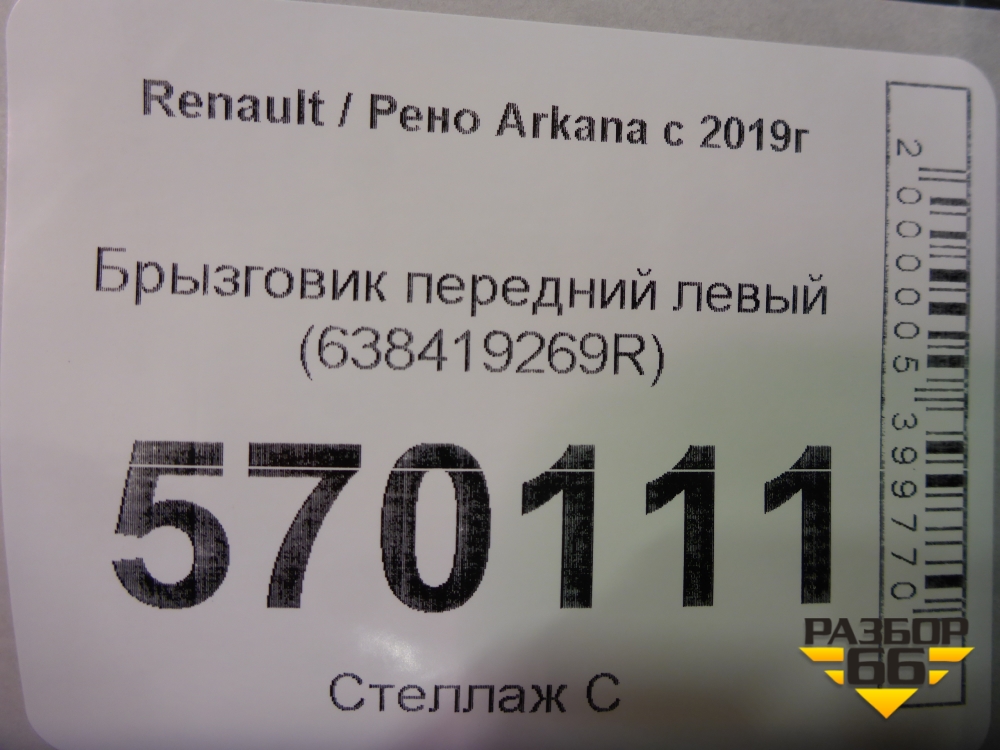 Renault / Рено Arkana с 2019г
Брызговик передний левый
(638419269R)
570111
Стеллаж С
2000005399770
РАЗБОР
66